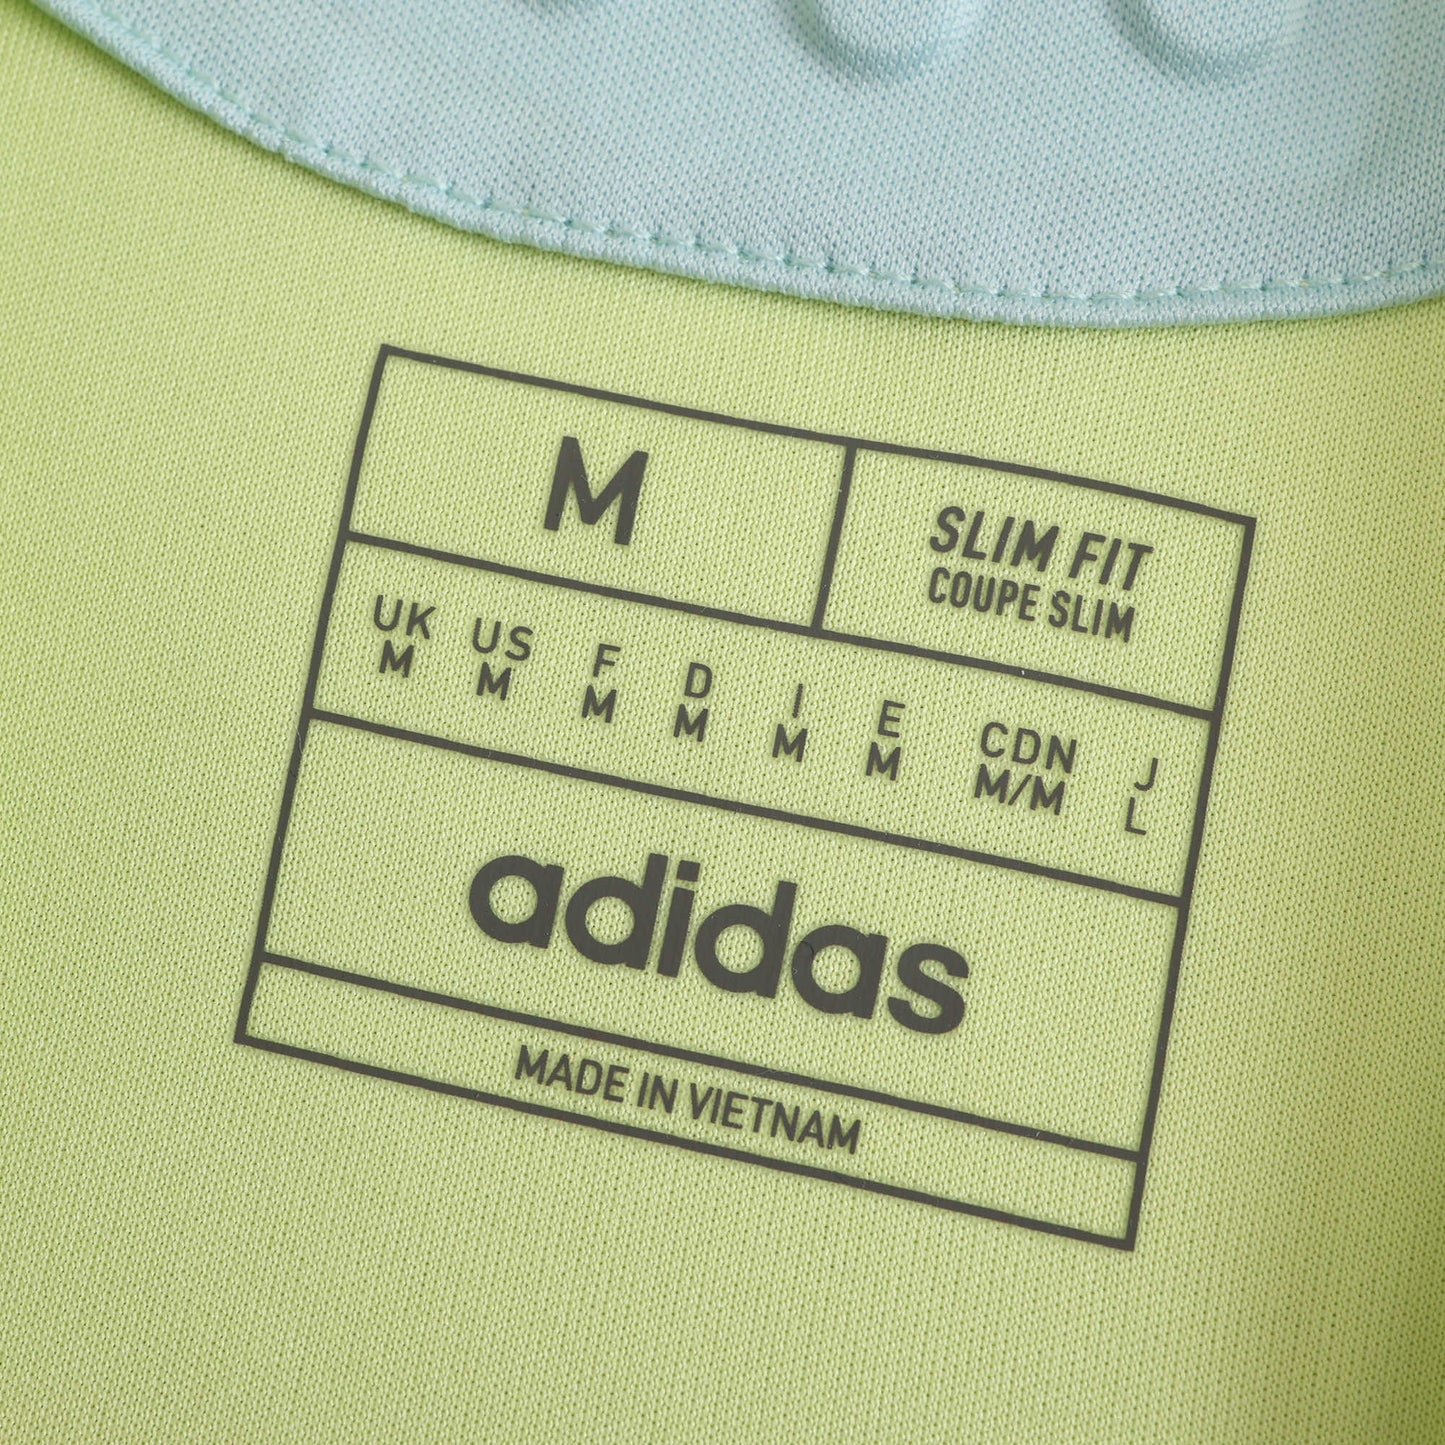 M
SLIM FIT
COUPE SLIM
UK US F D I E CDN J
M M M M M M M/M L
adidas
MADE IN VIETNAM